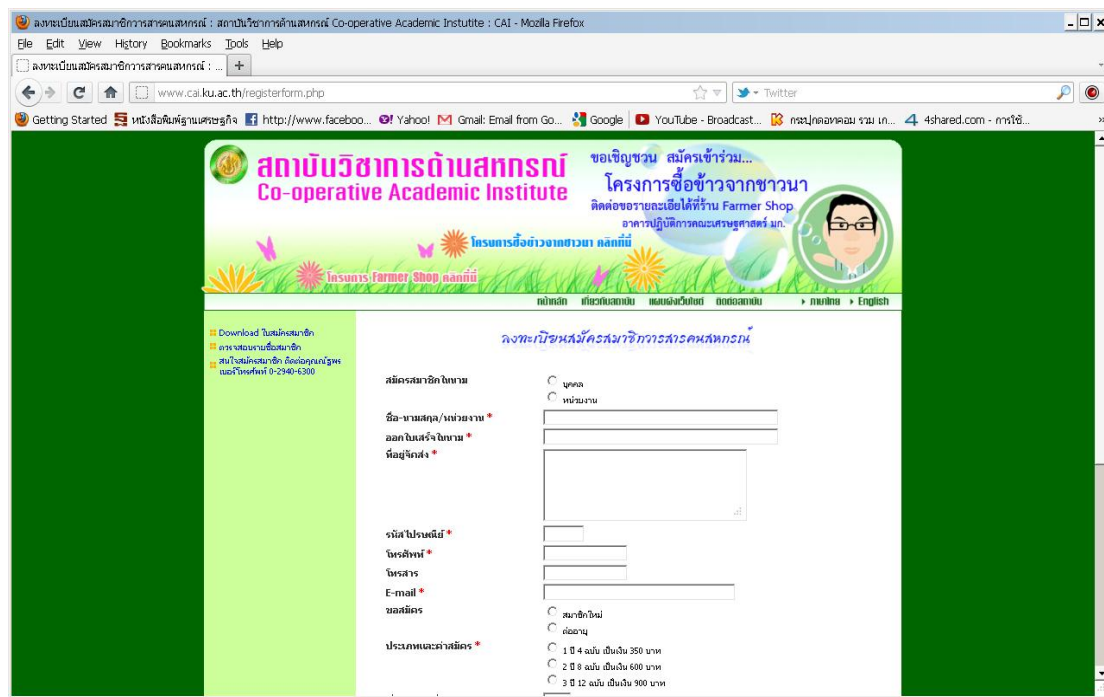 ลงทะเบียนสมัครสมาชิกวารสารฅนสหกรณ์ : สถาบันวิชาการด้านสหกรณ์ Co-operative Academic Instutite : CAI - Mozilla Firefox
File Edit View History Bookmarks Tools Help
ลงทะเบียนสมัครสมาชิกวารสารฅนสหกรณ์ : ... +
www.cai.ku.ac.th/registerform.php
Twitter
Getting Started หนังสือพิมพ์ฐานเศรษฐกิจ http://www.faceboo... Yahoo! Gmail: Email from Go... Google YouTube - Broadcast... กระปุกดอทคอม รวม เก... 4shared.com - การใช้...
สถาบันวิชาการด้านสหกรณ์
Co-operative Academic Institute
ขอเชิญชวน สมัครเข้าร่วม...
โครงการซื้อข้าวจากชาวนา
ติดต่อขอรายละเอียดได้ที่ร้าน Farmer Shop
อาคารปฏิบัติการคณะเศรษฐศาสตร์ มก.
โครงการซื้อข้าวจากชาวนา คลิกที่นี่
โครงการ Farmer Shop คลิกที่นี่
หน้าหลัก เกี่ยวกับสถาบัน แผนผังเว็บไซต์ ติดต่อสถาบัน ภาษาไทย English
Download ใบสมัครสมาชิก
ตรวจสอบรายชื่อสมาชิก
สนใจสมัครสมาชิก ติดต่อคุณณัฐพร
เบอร์โทรศัพท์ 0-2940-6300
ลงทะเบียนสมัครสมาชิกวารสารฅนสหกรณ์
สมัครสมาชิกในนาม
บุคคล
หน่วยงาน
ชื่อ-นามสกุล/หน่วยงาน *
ออกใบเสร็จในนาม *
ที่อยู่จัดส่ง *
รหัสไปรษณีย์ *
โทรศัพท์ *
โทรสาร
E-mail *
ขอสมัคร
สมาชิกใหม่
ต่ออายุ
ประเภทและค่าสมัคร *
1 ปี 4 ฉบับ เป็นเงิน 350 บาท
2 ปี 8 ฉบับ เป็นเงิน 600 บาท
3 ปี 12 ฉบับ เป็นเงิน 900 บาท